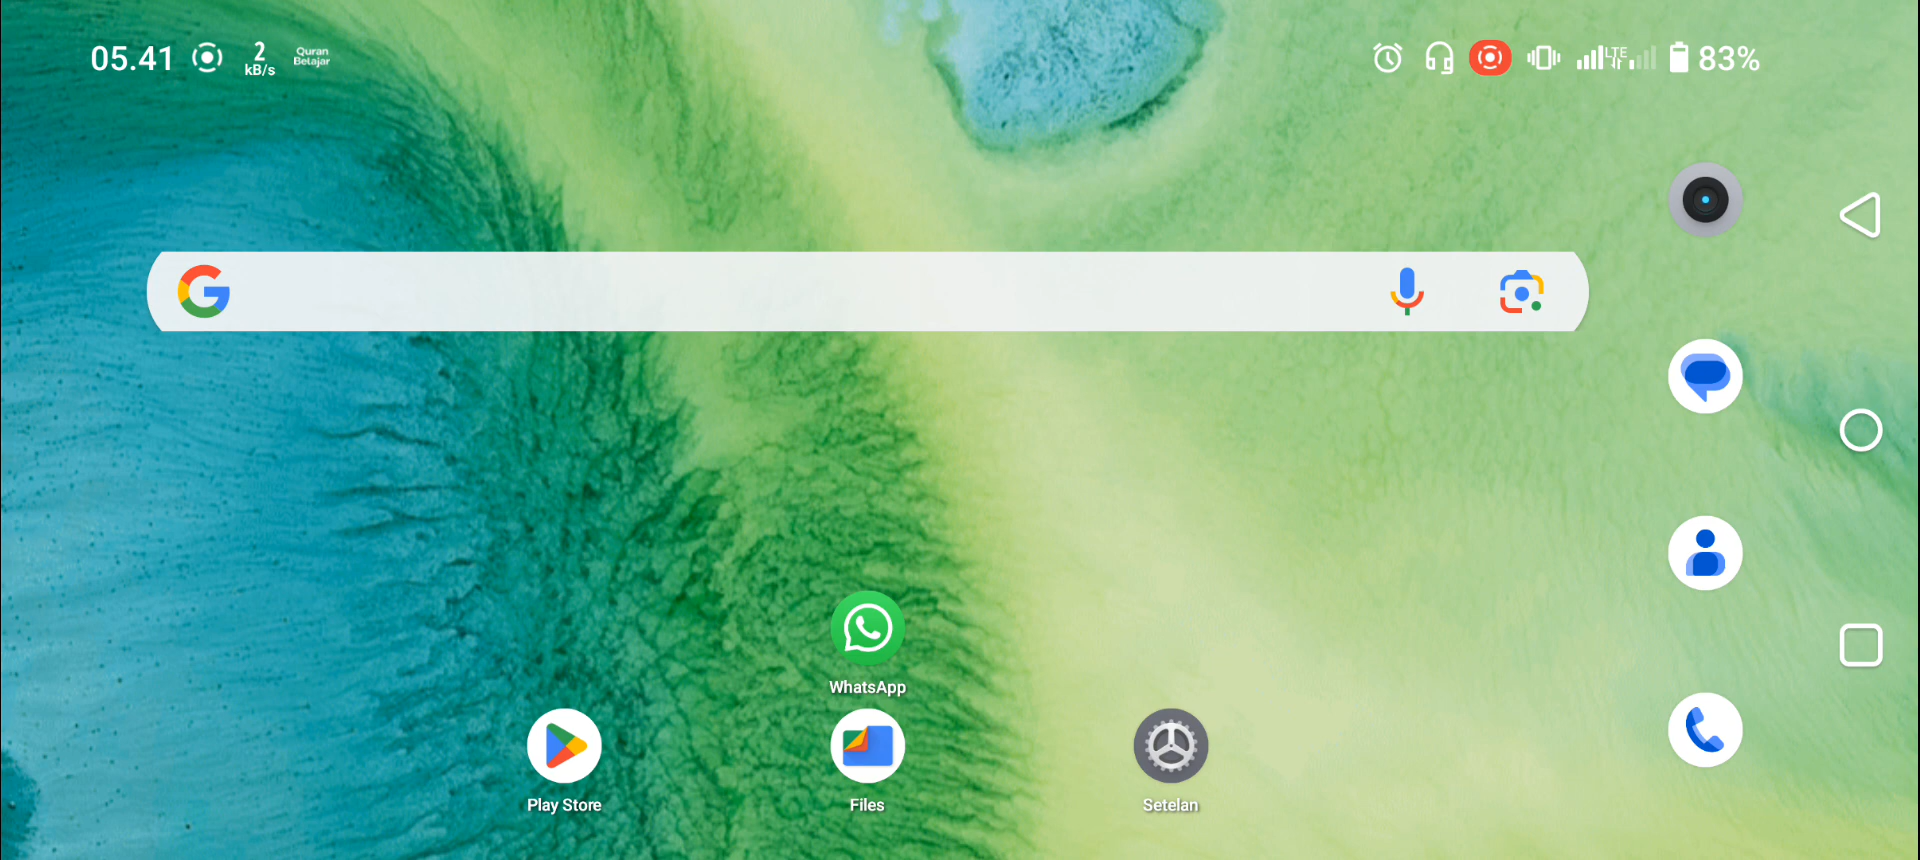 05.41
2
kB/s
Quran
Belajar
LTE
83%
WhatsApp
Play Store
Files
Setelan